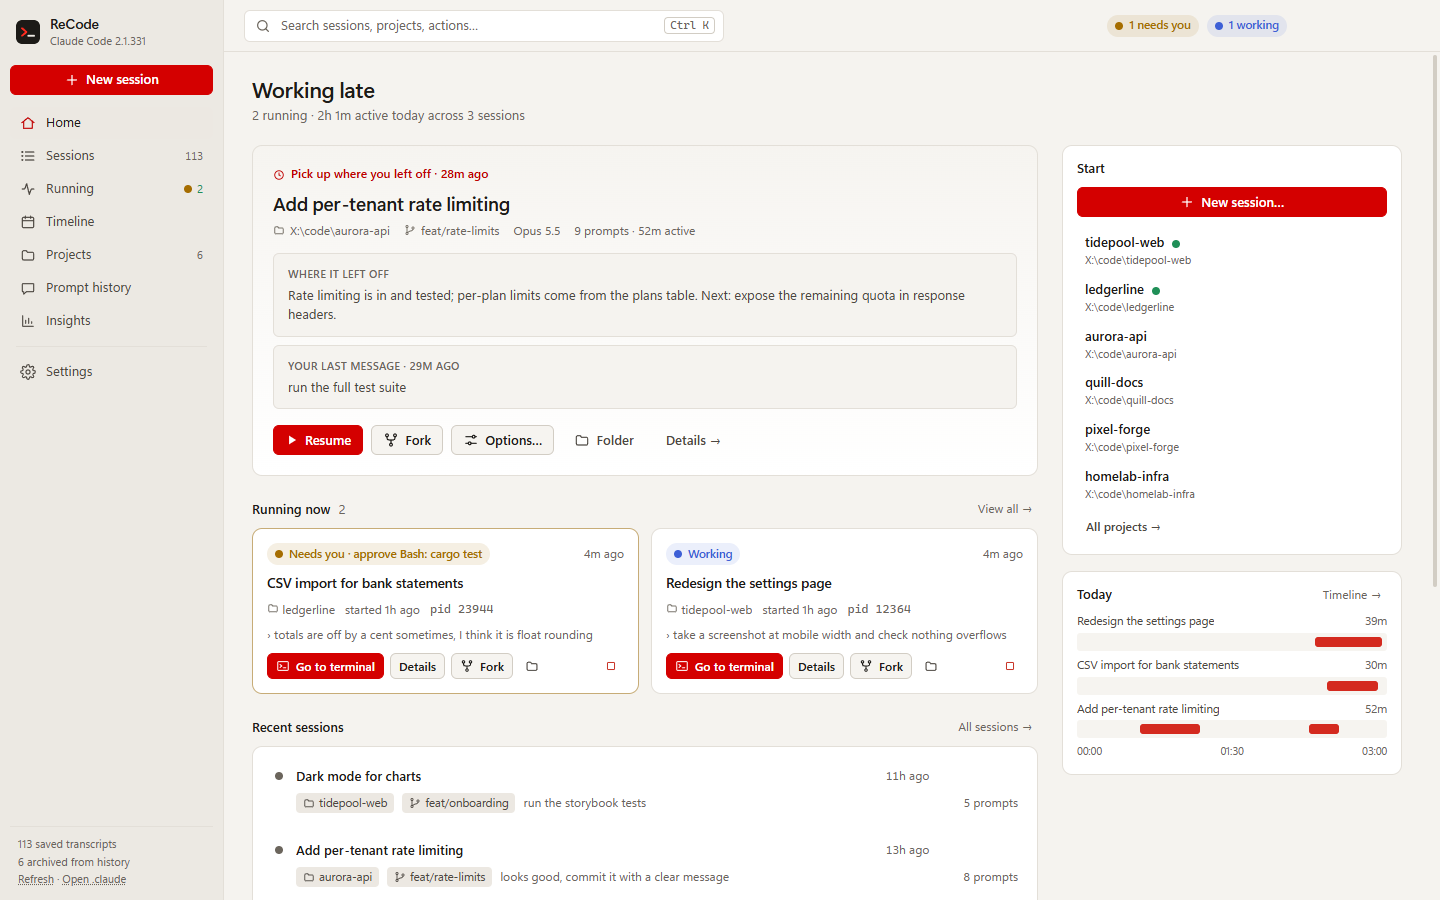 ReCode
Claude Code 2.1.331
New session
Home
Sessions 113
Running 2
Timeline
Projects 6
Prompt history
Insights
Settings
113 saved transcripts
6 archived from history
Refresh · Open .claude
Search sessions, projects, actions... Ctrl K
1 needs you
1 working
Working late
2 running · 2h 1m active today across 3 sessions
Pick up where you left off · 28m ago
Add per-tenant rate limiting
X:\code\aurora-api feat/rate-limits Opus 5.5 9 prompts · 52m active
WHERE IT LEFT OFF
Rate limiting is in and tested; per-plan limits come from the plans table. Next: expose the remaining quota in response
headers.
YOUR LAST MESSAGE · 29M AGO
run the full test suite
Resume Fork Options... Folder Details →
Running now 2 View all →
Needs you · approve Bash: cargo test 4m ago
CSV import for bank statements
ledgerline started 1h ago pid 23944
› totals are off by a cent sometimes, I think it is float rounding
Go to terminal Details Fork
Working 4m ago
Redesign the settings page
tidepool-web started 1h ago pid 12364
› take a screenshot at mobile width and check nothing overflows
Go to terminal Details Fork
Recent sessions All sessions →
Dark mode for charts 11h ago
tidepool-web feat/onboarding run the storybook tests 5 prompts
Add per-tenant rate limiting 13h ago
aurora-api feat/rate-limits looks good, commit it with a clear message 8 prompts
Start
New session...
tidepool-web
X:\code\tidepool-web
ledgerline
X:\code\ledgerline
aurora-api
X:\code\aurora-api
quill-docs
X:\code\quill-docs
pixel-forge
X:\code\pixel-forge
homelab-infra
X:\code\homelab-infra
All projects →
Today Timeline →
Redesign the settings page 39m
CSV import for bank statements 30m
Add per-tenant rate limiting 52m
00:00 01:30 03:00